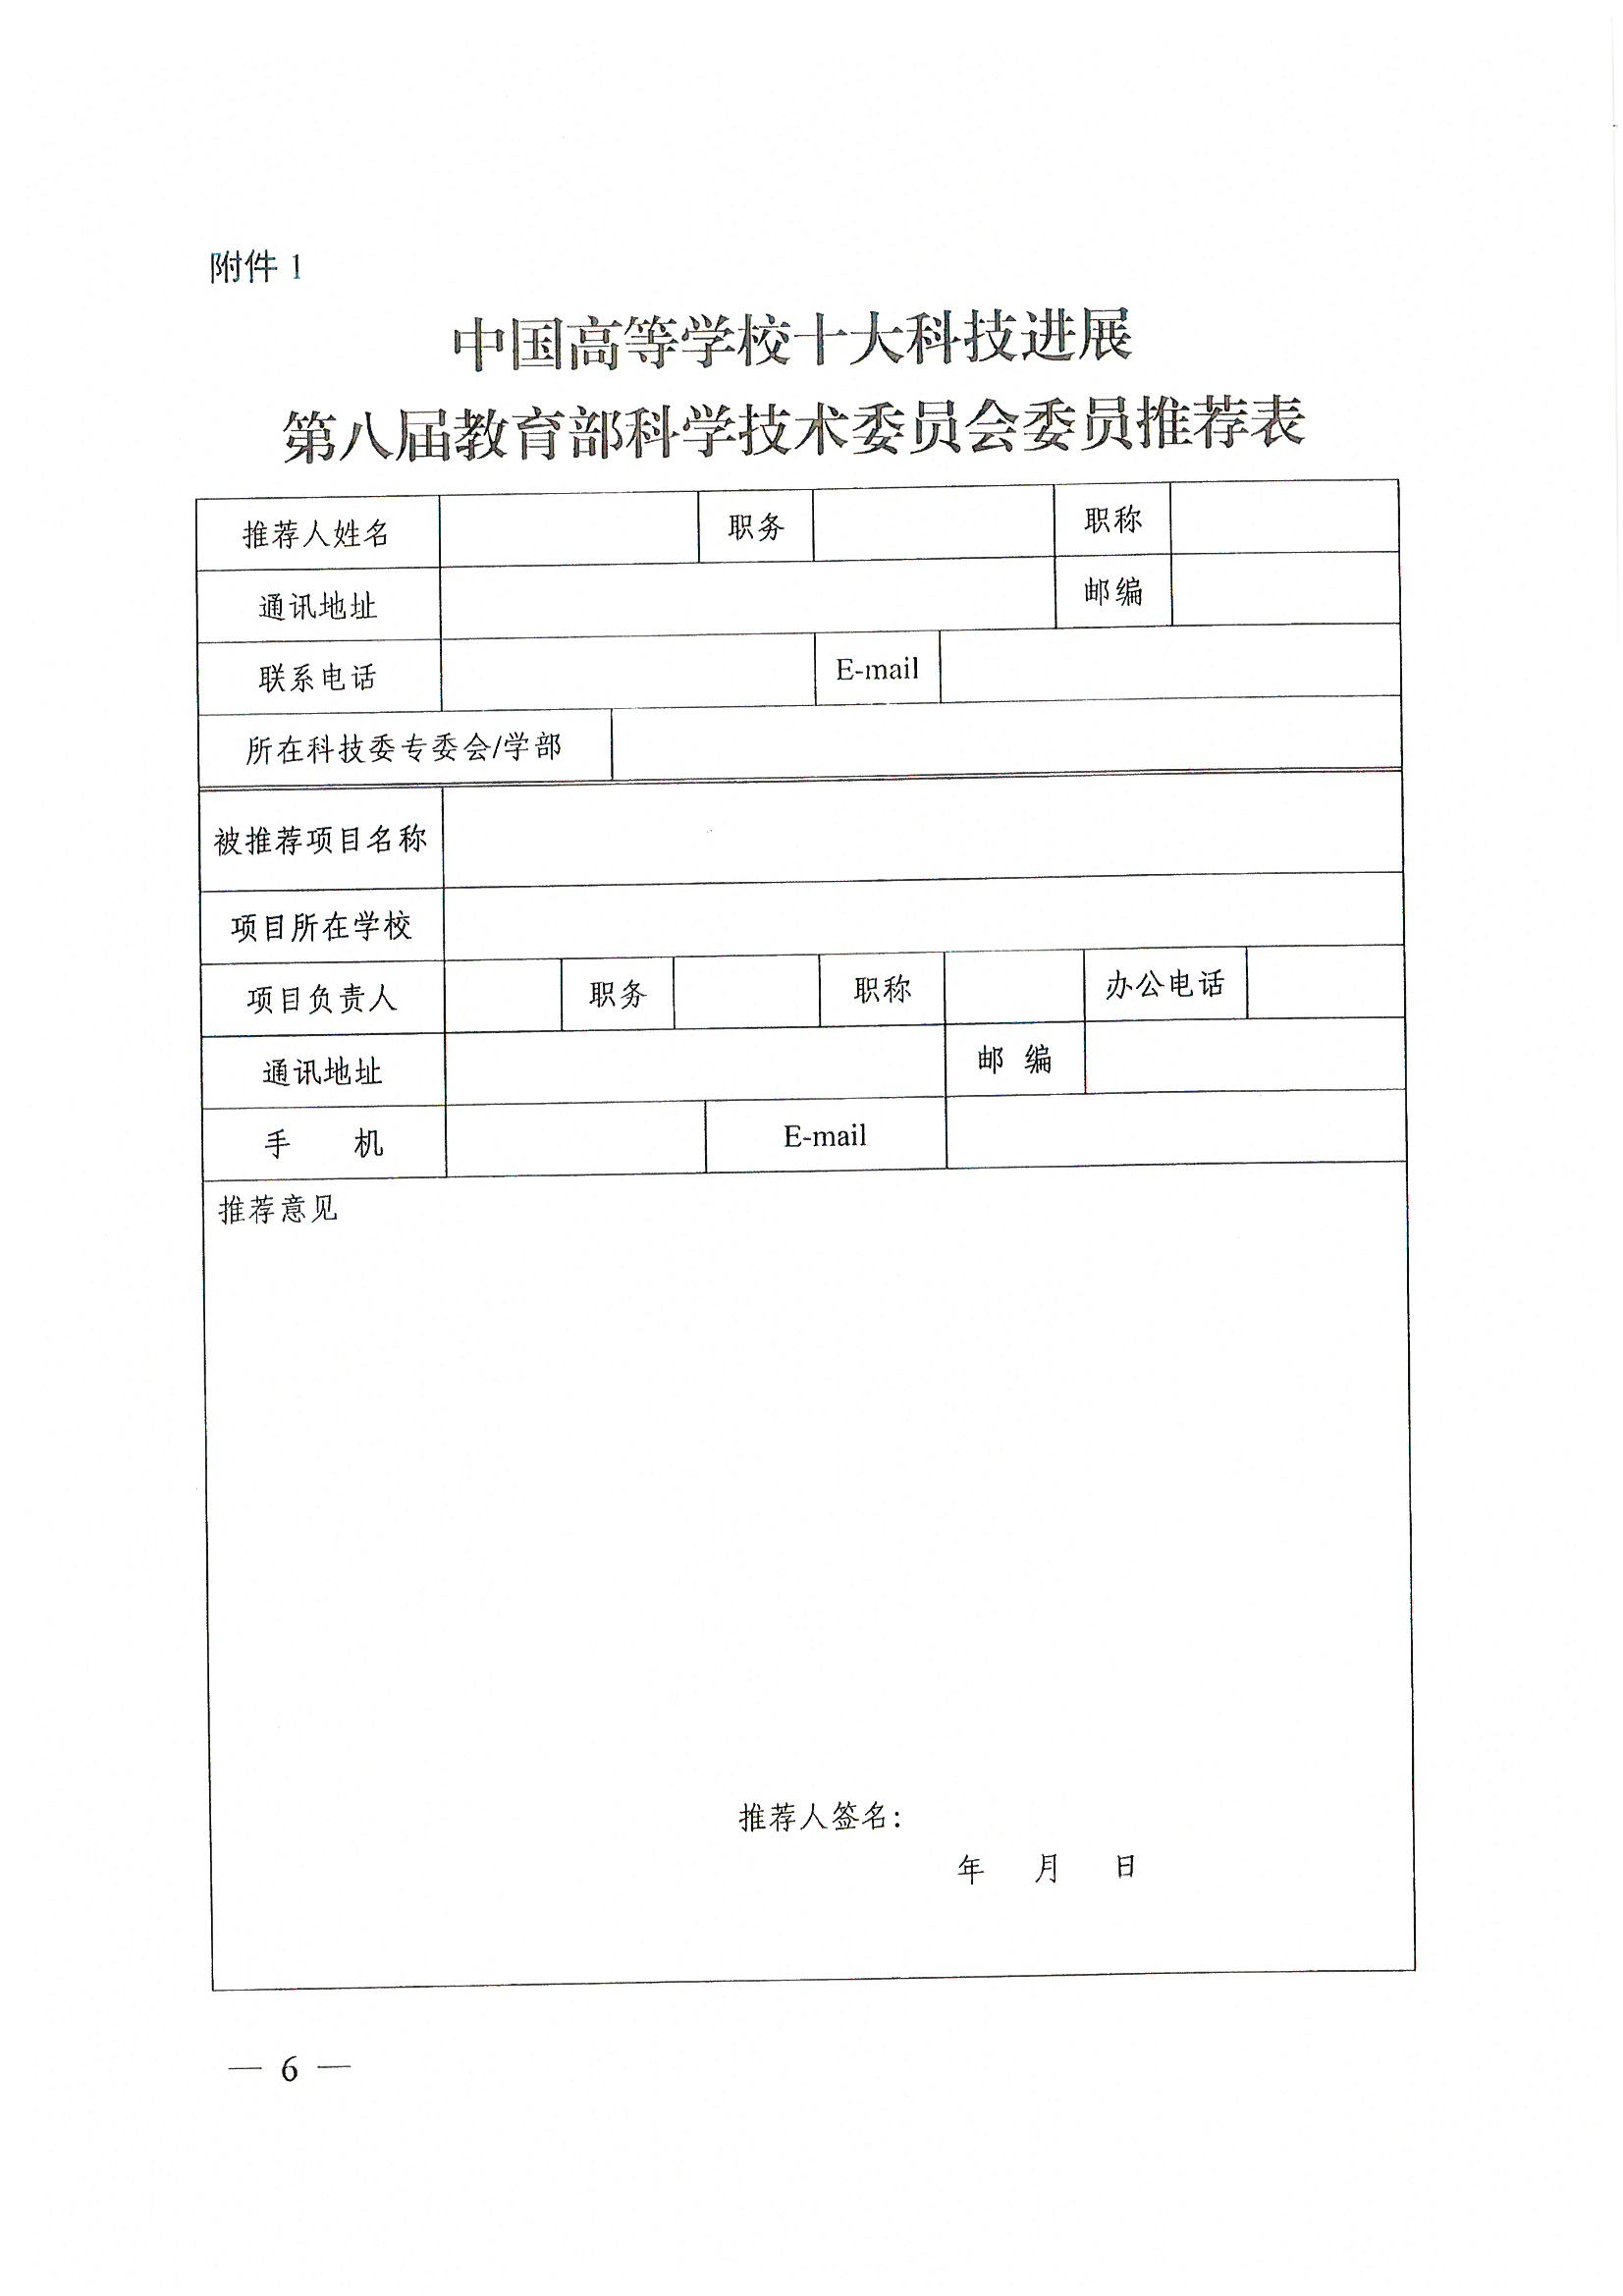 附件 1
中国高等学校十大科技进展
第八届教育部科学技术委员会委员推荐表
推荐人姓名 职务 职称
通讯地址 邮编
联系电话 E-mail
所在科技委专委会/学部
被推荐项目名称
项目所在学校
项目负责人 职务 职称 办公电话
通讯地址 邮 编
手 机 E-mail
推荐意见
推荐人签名：
年 月 日
— 6 —